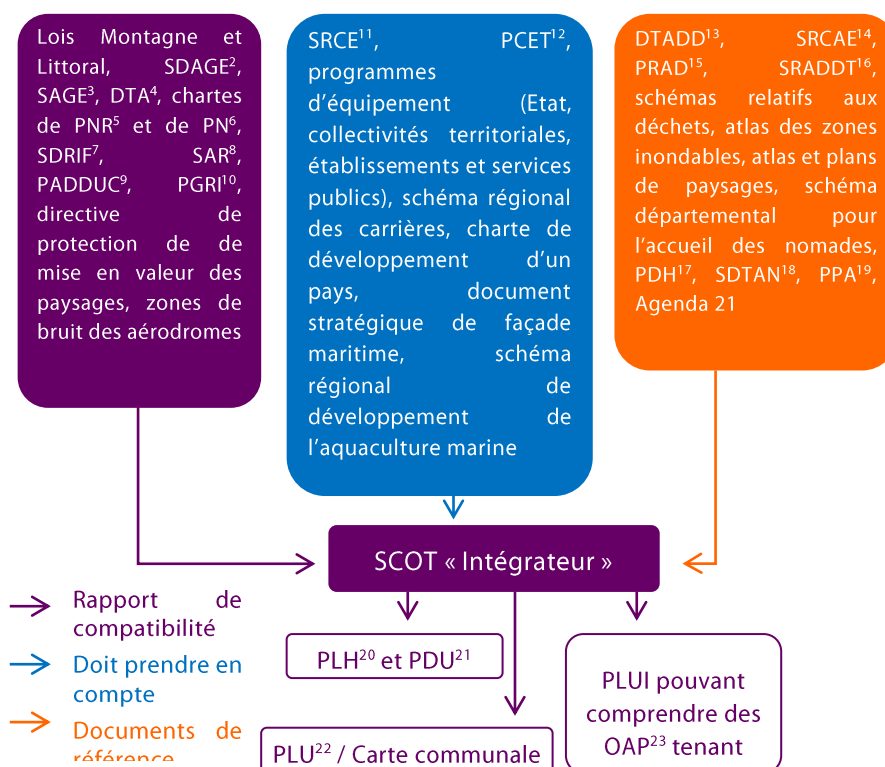 Lois Montagne et
Littoral, SDAGE²,
SAGE³, DTA⁴, chartes
de PNR⁵ et de PN⁶,
SDRIF⁷, SAR⁸,
PADDUC⁹, PGRI¹⁰,
directive de
protection de de
mise en valeur des
paysages, zones de
bruit des aérodromes
SRCE¹¹, PCET¹²,
programmes
d’équipement (Etat,
collectivités territoriales,
établissements et services
publics), schéma régional
des carrières, charte de
développement d’un
pays, document
stratégique de façade
maritime, schéma
régional de
développement de
l’aquaculture marine
DTADD¹³, SRCAE¹⁴,
PRAD¹⁵, SRADDT¹⁶,
schémas relatifs aux
déchets, atlas des zones
inondables, atlas et plans
de paysages, schéma
départemental pour
l’accueil des nomades,
PDH¹⁷, SDTAN¹⁸, PPA¹⁹,
Agenda 21
SCOT « Intégrateur »
Rapport de
compatibilité
Doit prendre en
compte
Documents de
référence
PLH²⁰ et PDU²¹
PLU²² / Carte communale
PLUI pouvant
comprendre des
OAP²³ tenant